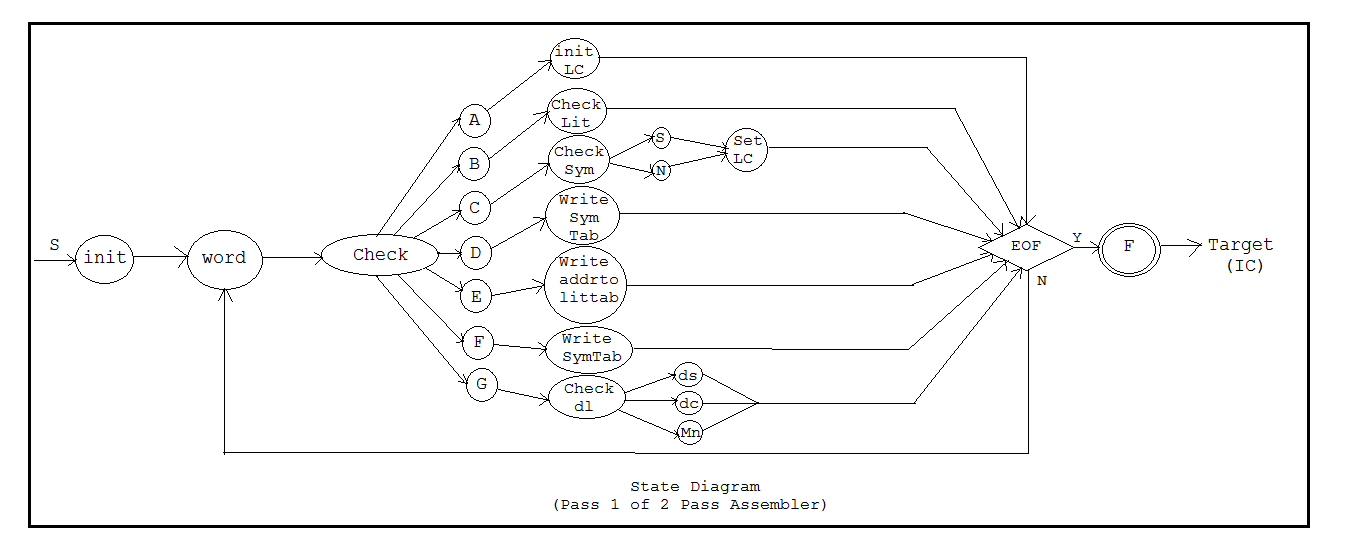 init
LC
A
Check
Lit
B
Check
Sym
S
N
Set
LC
C
Write
Sym
Tab
D
S
init
word
Check
EOF
Y
F
Target
(IC)
N
Write
addrto
littab
E
Write
SymTab
F
Check
dl
G
ds
dc
Mn
State Diagram
(Pass 1 of 2 Pass Assembler)